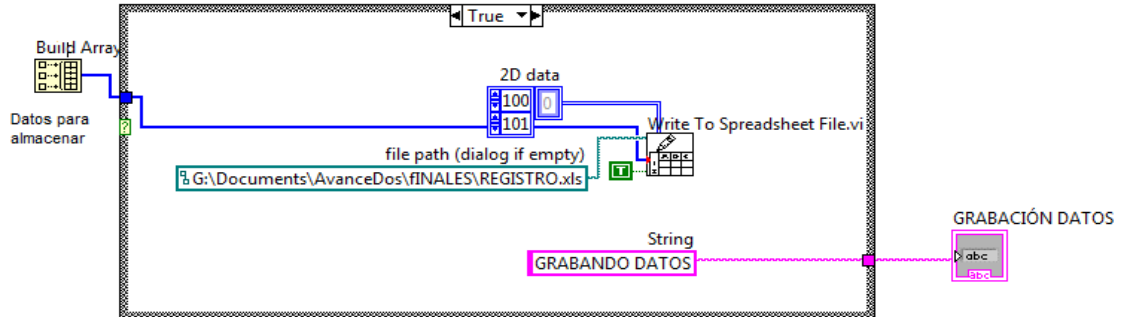 True
Build Array
Datos para
almacenar
?
2D data
100
0
101
Write To Spreadsheet File.vi
file path (dialog if empty)
G:\Documents\AvanceDos\fINALES\REGISTRO.xls
T
String
GRABANDO DATOS
GRABACIÓN DATOS
abc
abc